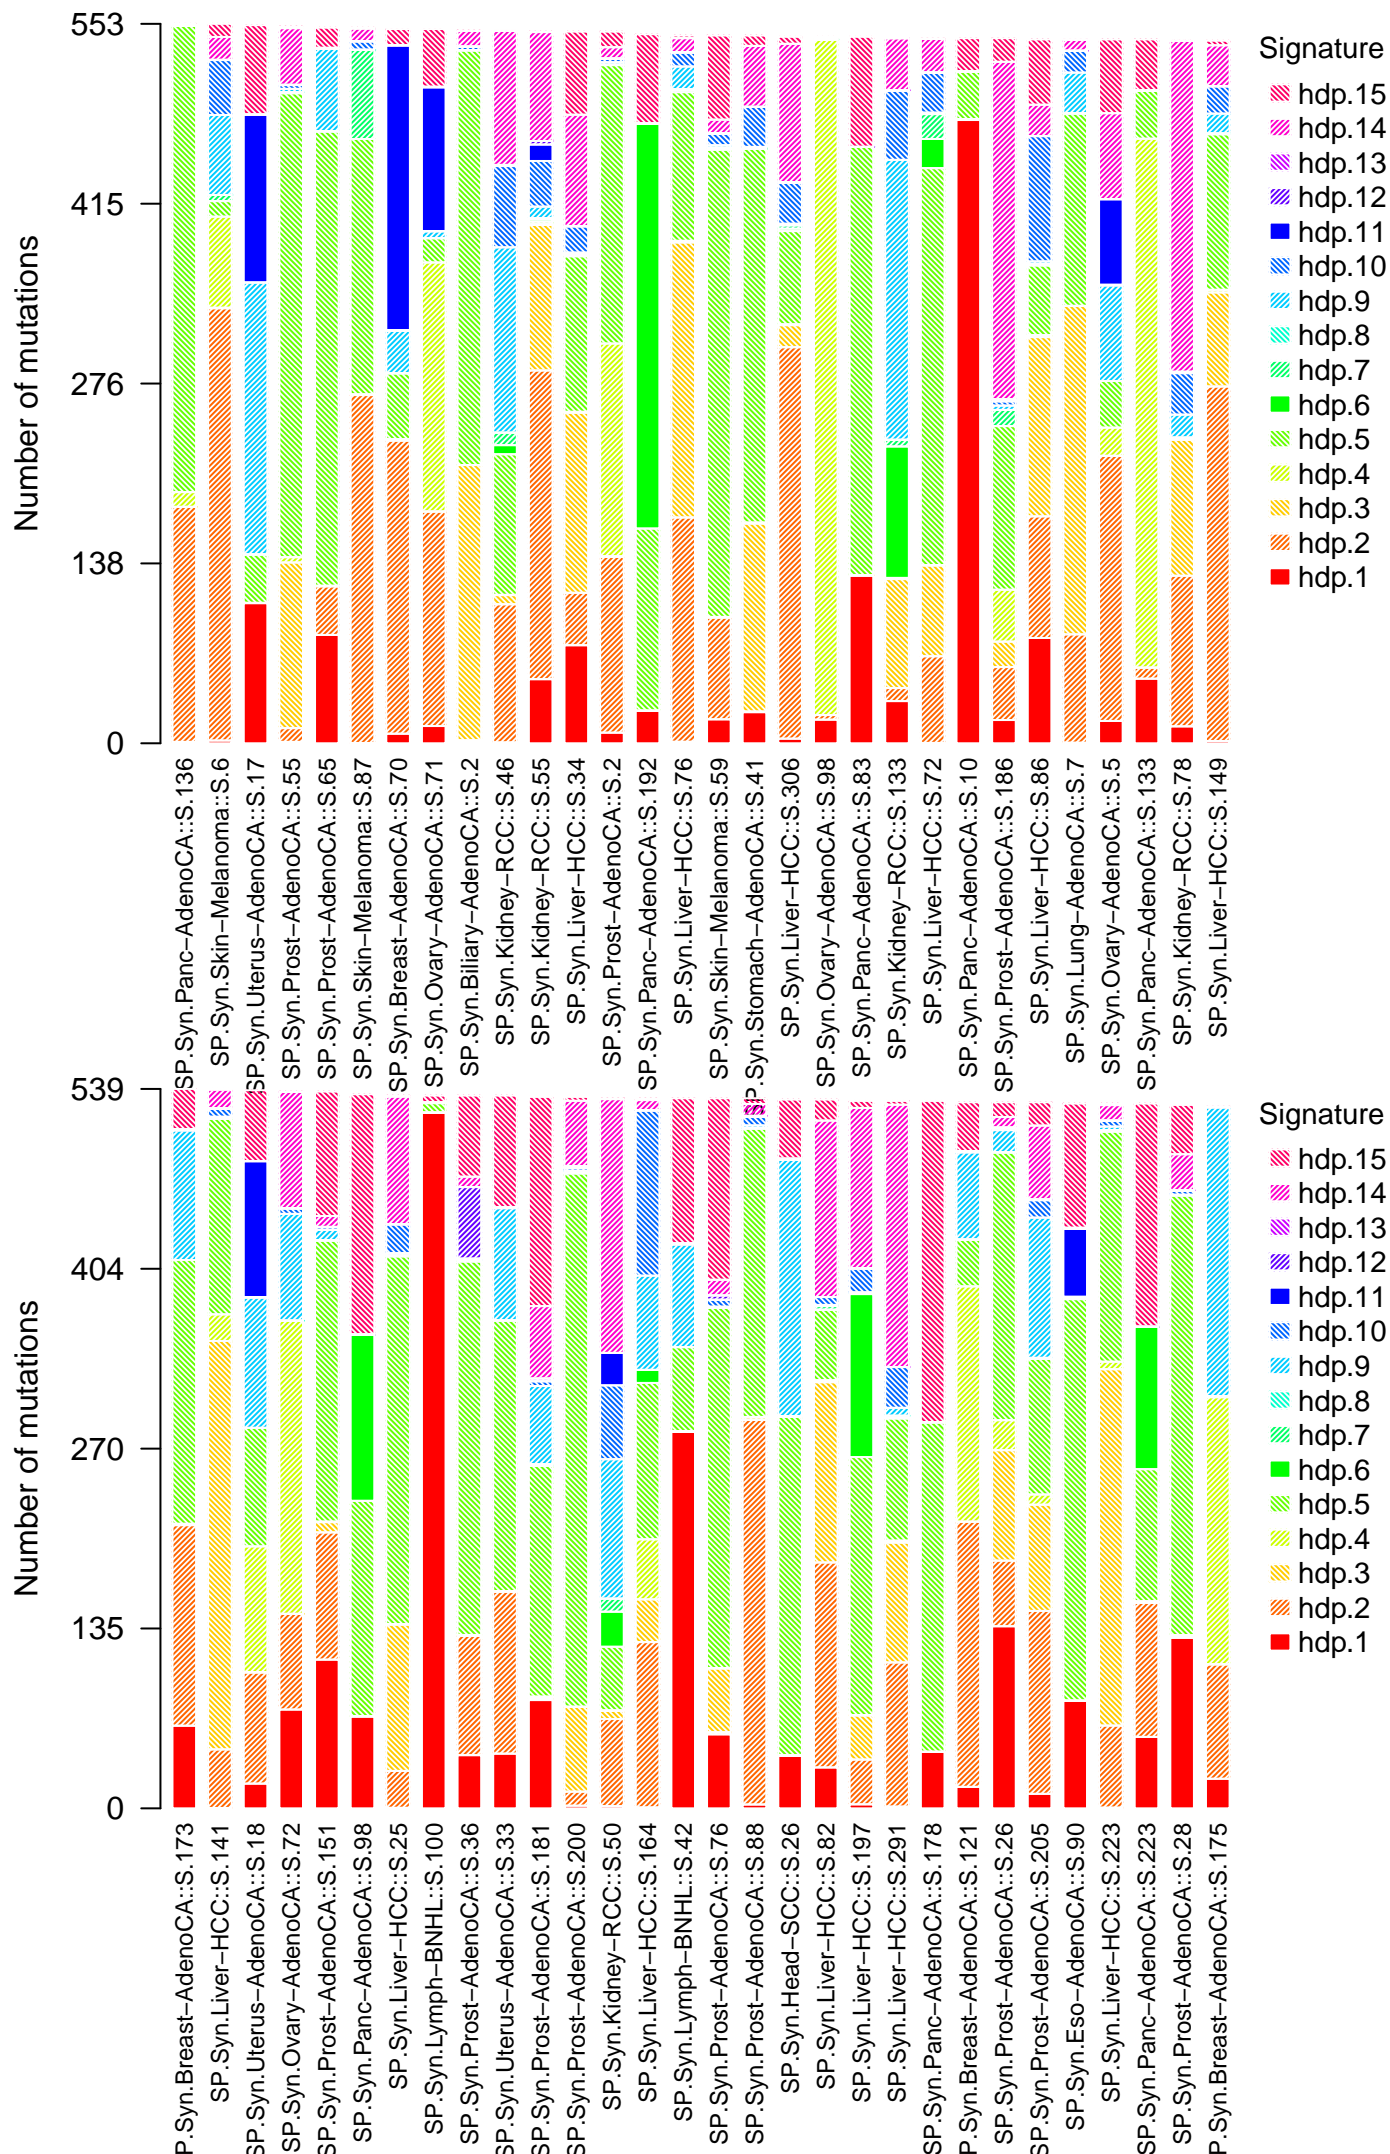 Number of mutations
553
415
276
138
0
Signature
hdp.15
hdp.14
hdp.13
hdp.12
hdp.11
hdp.10
hdp.9
hdp.8
hdp.7
hdp.6
hdp.5
hdp.4
hdp.3
hdp.2
hdp.1
SP.Syn.Panc−AdenoCA::S.136
SP.Syn.Skin−Melanoma::S.6
SP.Syn.Uterus−AdenoCA::S.17
SP.Syn.Prost−AdenoCA::S.55
SP.Syn.Prost−AdenoCA::S.65
SP.Syn.Skin−Melanoma::S.87
SP.Syn.Breast−AdenoCA::S.70
SP.Syn.Ovary−AdenoCA::S.71
SP.Syn.Biliary−AdenoCA::S.2
SP.Syn.Kidney−RCC::S.46
SP.Syn.Kidney−RCC::S.55
SP.Syn.Liver−HCC::S.34
SP.Syn.Prost−AdenoCA::S.2
SP.Syn.Panc−AdenoCA::S.192
SP.Syn.Liver−HCC::S.76
SP.Syn.Skin−Melanoma::S.59
SP.Syn.Stomach−AdenoCA::S.41
SP.Syn.Liver−HCC::S.306
SP.Syn.Ovary−AdenoCA::S.98
SP.Syn.Panc−AdenoCA::S.83
SP.Syn.Kidney−RCC::S.133
SP.Syn.Liver−HCC::S.72
SP.Syn.Panc−AdenoCA::S.10
SP.Syn.Prost−AdenoCA::S.186
SP.Syn.Liver−HCC::S.86
SP.Syn.Lung−AdenoCA::S.7
SP.Syn.Ovary−AdenoCA::S.5
SP.Syn.Panc−AdenoCA::S.133
SP.Syn.Kidney−RCC::S.78
SP.Syn.Liver−HCC::S.149
Number of mutations
539
404
270
135
0
Signature
hdp.15
hdp.14
hdp.13
hdp.12
hdp.11
hdp.10
hdp.9
hdp.8
hdp.7
hdp.6
hdp.5
hdp.4
hdp.3
hdp.2
hdp.1
P.Syn.Breast−AdenoCA::S.173
SP.Syn.Liver−HCC::S.141
SP.Syn.Uterus−AdenoCA::S.18
SP.Syn.Ovary−AdenoCA::S.72
SP.Syn.Prost−AdenoCA::S.151
SP.Syn.Panc−AdenoCA::S.98
SP.Syn.Liver−HCC::S.25
SP.Syn.Lymph−BNHL::S.100
SP.Syn.Prost−AdenoCA::S.36
SP.Syn.Uterus−AdenoCA::S.33
SP.Syn.Prost−AdenoCA::S.181
SP.Syn.Prost−AdenoCA::S.200
SP.Syn.Kidney−RCC::S.50
SP.Syn.Liver−HCC::S.164
SP.Syn.Lymph−BNHL::S.42
SP.Syn.Prost−AdenoCA::S.76
SP.Syn.Prost−AdenoCA::S.88
SP.Syn.Head−SCC::S.26
SP.Syn.Liver−HCC::S.82
SP.Syn.Liver−HCC::S.197
SP.Syn.Liver−HCC::S.291
SP.Syn.Panc−AdenoCA::S.178
SP.Syn.Breast−AdenoCA::S.121
SP.Syn.Prost−AdenoCA::S.26
SP.Syn.Prost−AdenoCA::S.205
SP.Syn.Eso−AdenoCA::S.90
SP.Syn.Liver−HCC::S.223
SP.Syn.Panc−AdenoCA::S.223
SP.Syn.Prost−AdenoCA::S.28
SP.Syn.Breast−AdenoCA::S.175